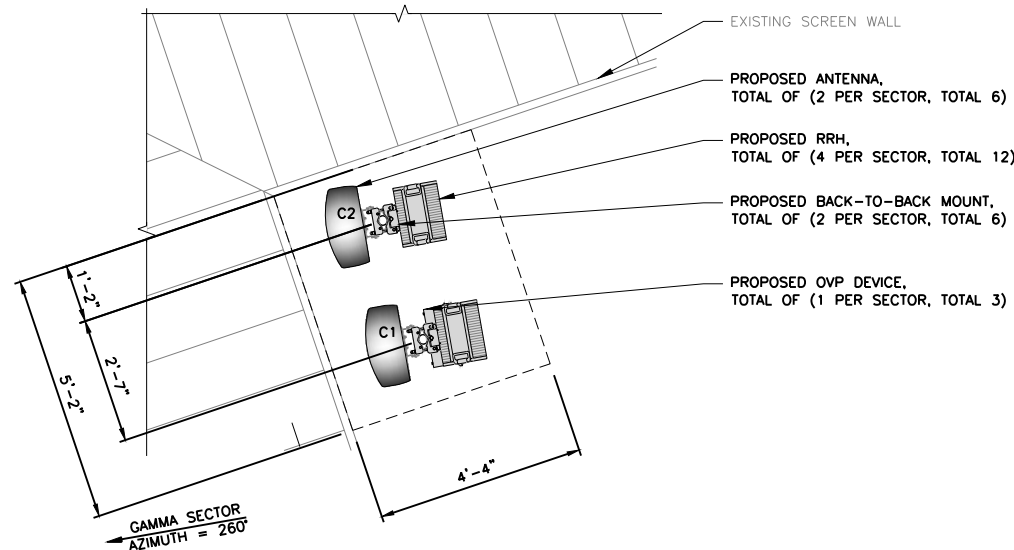 EXISTING SCREEN WALL
PROPOSED ANTENNA,
TOTAL OF (2 PER SECTOR, TOTAL 6)
PROPOSED RRH,
TOTAL OF (4 PER SECTOR, TOTAL 12)
PROPOSED BACK-TO-BACK MOUNT,
TOTAL OF (2 PER SECTOR, TOTAL 6)
PROPOSED OVP DEVICE,
TOTAL OF (1 PER SECTOR, TOTAL 3)
C2
C1
1'-2"
2'-7"
5'-2"
4'-4"
GAMMA SECTOR
AZIMUTH = 260°